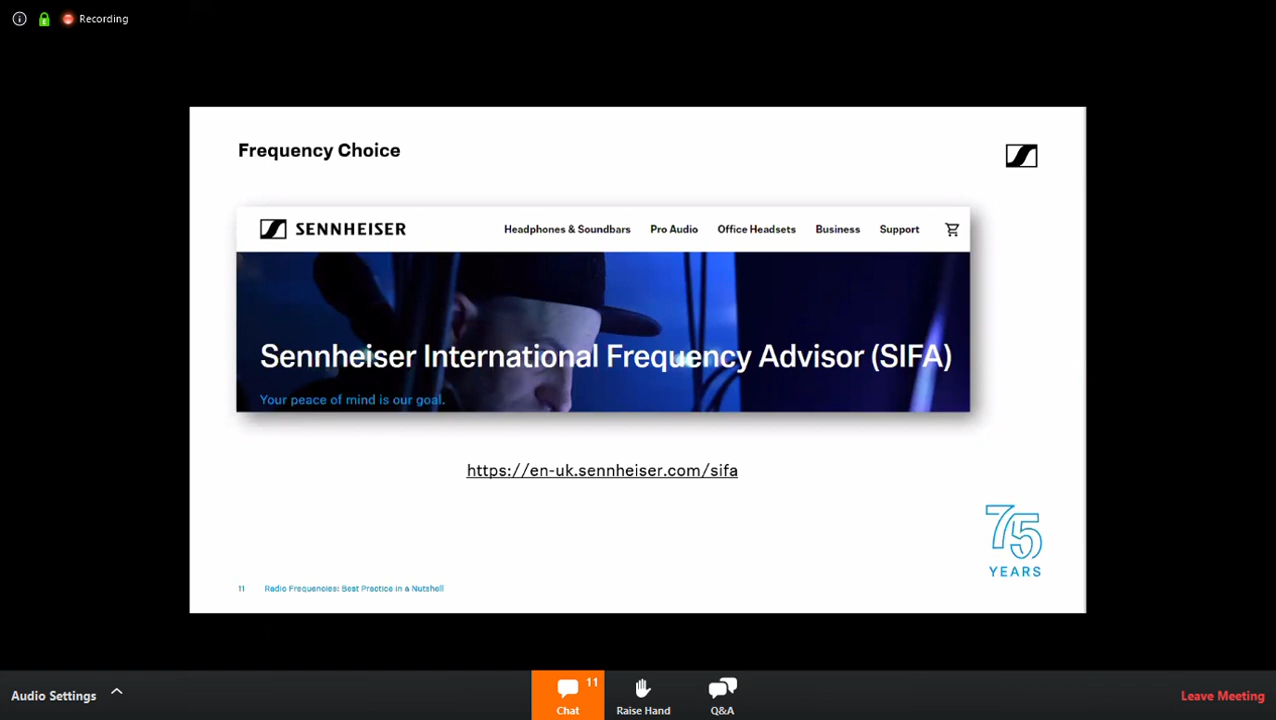 Recording
Frequency Choice
SENNHEISER
Headphones & Soundbars Pro Audio Office Headsets Business Support
Sennheiser International Frequency Advisor (SIFA)
Your peace of mind is our goal.
https://en-uk.sennheiser.com/sifa
75
YEARS
11 Radio Frequencies: Best Practice in a Nutshell
Audio Settings
11
Chat Raise Hand Q&A
Leave Meeting